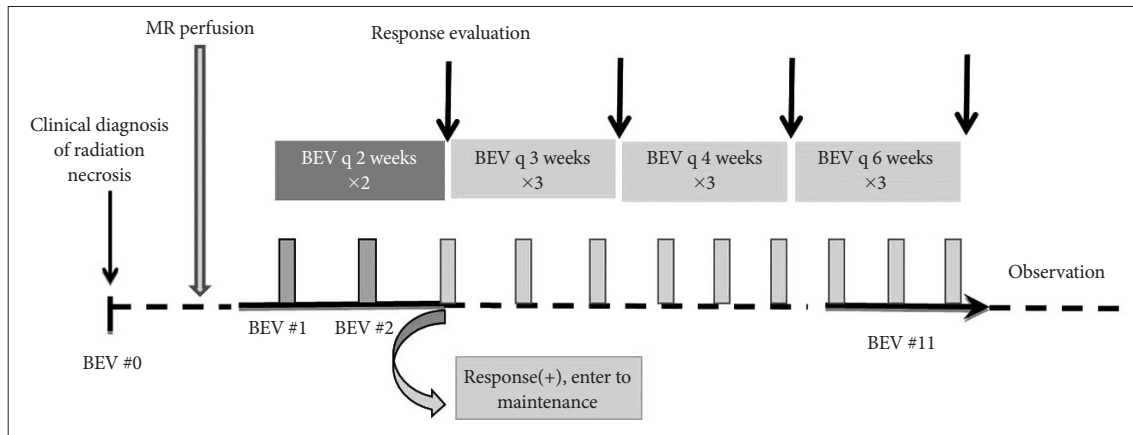 MR perfusion
Response evaluation
Clinical diagnosis
of radiation
necrosis
BEV q 2 weeks
×2
BEV q 3 weeks
×3
BEV q 4 weeks
×3
BEV q 6 weeks
×3
Observation
BEV #0
BEV #1
BEV #2
BEV #11
Response(+), enter to
maintenance